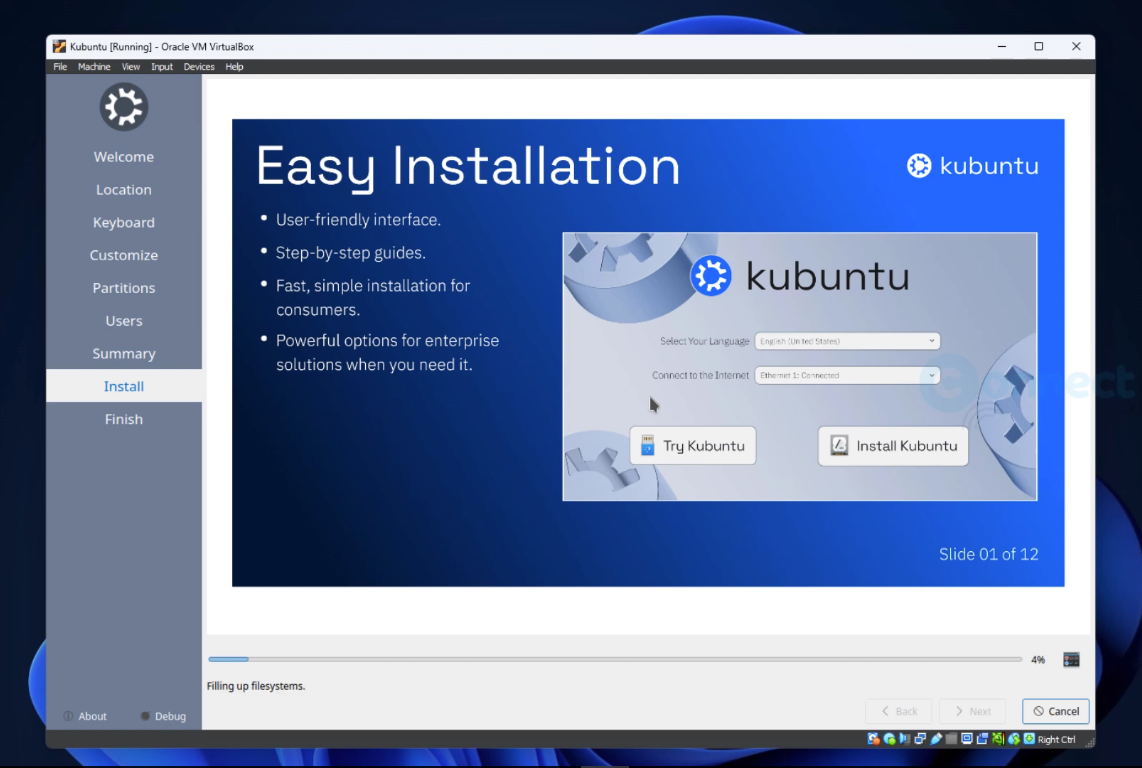 Kubuntu [Running] - Oracle VM VirtualBox
File Machine View Input Devices Help
Welcome
Location
Keyboard
Customize
Partitions
Users
Summary
Install
Finish
About
Debug
Easy Installation
kubuntu
• User-friendly interface.
• Step-by-step guides.
• Fast, simple installation for
consumers.
• Powerful options for enterprise
solutions when you need it.
kubuntu
Select Your Language
English (United States)
Connect to the Internet
Ethernet 1: Connected
Try Kubuntu
Install Kubuntu
Slide 01 of 12
4%
Filling up filesystems.
Back
Next
Cancel
Right Ctrl